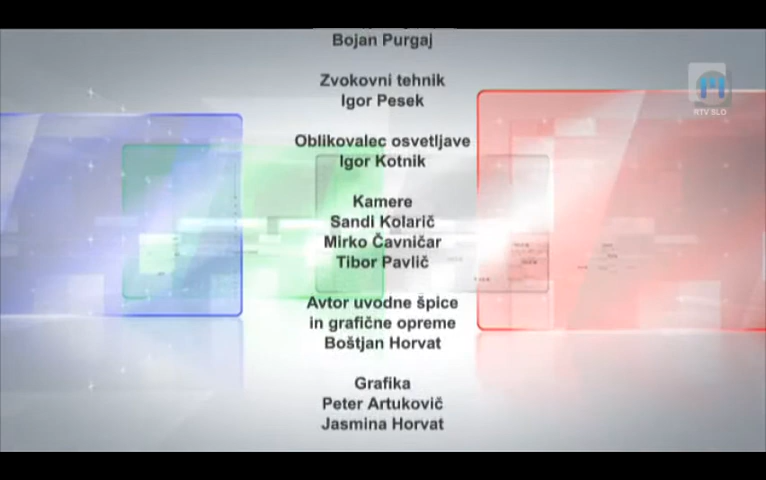 Bojan Purgaj
Zvokovni tehnik
Igor Pesek
Oblikovalec osvetljave
Igor Kotnik
Kamere
Sandi Kolarič
Mirko Čavničar
Tibor Pavlič
Avtor uvodne špice
in grafične opreme
Boštjan Horvat
Grafika
Peter Artukovič
Jasmina Horvat
RTV SLO